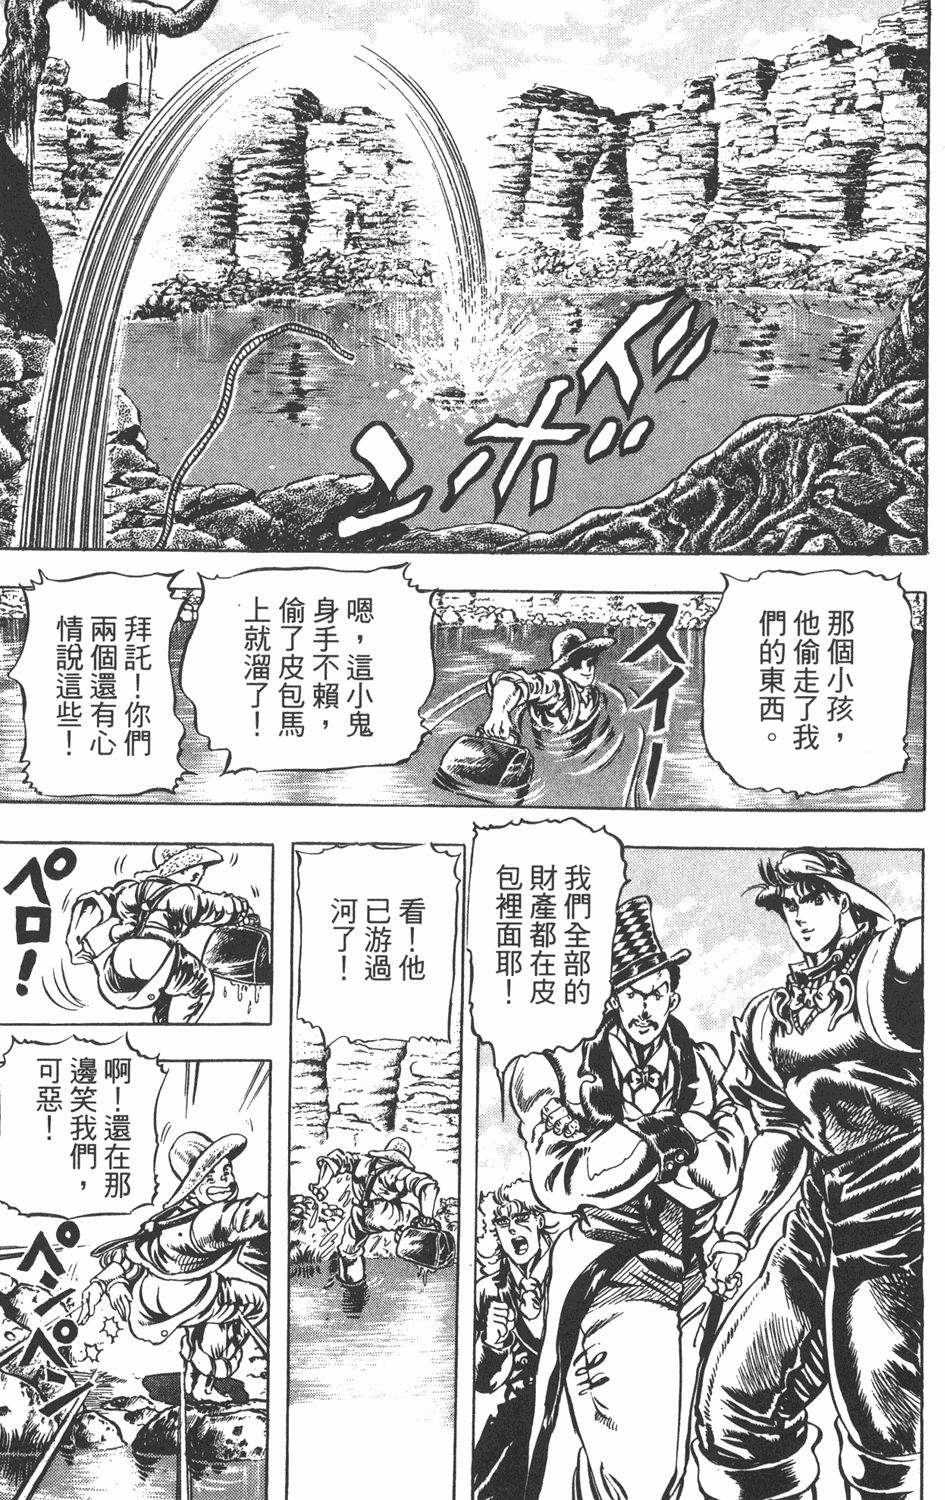 ズドボン
那個小孩，
他偷走了我
們的東西。
スイー
嗯，這小鬼
身手不賴，
偷了皮包馬
上就溜了！
拜託！你們
兩個還有心
情說這些！
我們全部的
財產都在皮
包裡面耶！
看！他
已游過
河了！
ペロ！
啊！還在那
邊笑我們，
可惡！
ペンペン